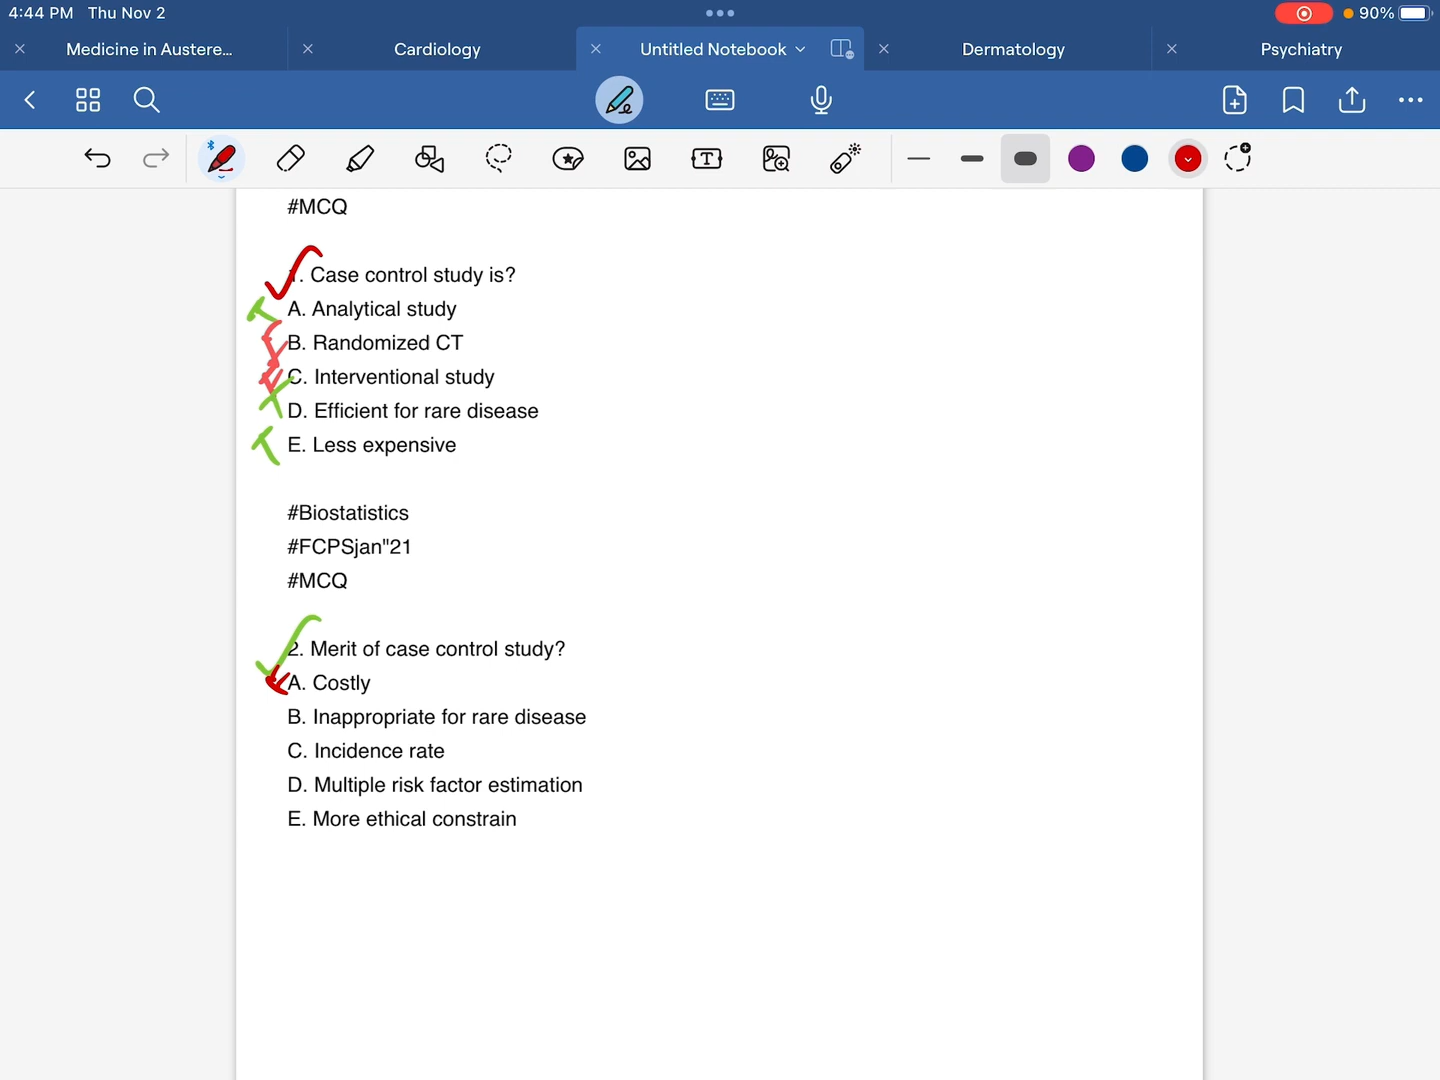 4:44 PM Thu Nov 2
90%
Medicine in Austere...
Cardiology
Untitled Notebook
Dermatology
Psychiatry
#MCQ
1. Case control study is?
T A. Analytical study
F B. Randomized CT
F C. Interventional study
T D. Efficient for rare disease
T E. Less expensive
#Biostatistics
#FCPSjan"21
#MCQ
2. Merit of case control study?
F A. Costly
B. Inappropriate for rare disease
C. Incidence rate
D. Multiple risk factor estimation
E. More ethical constrain